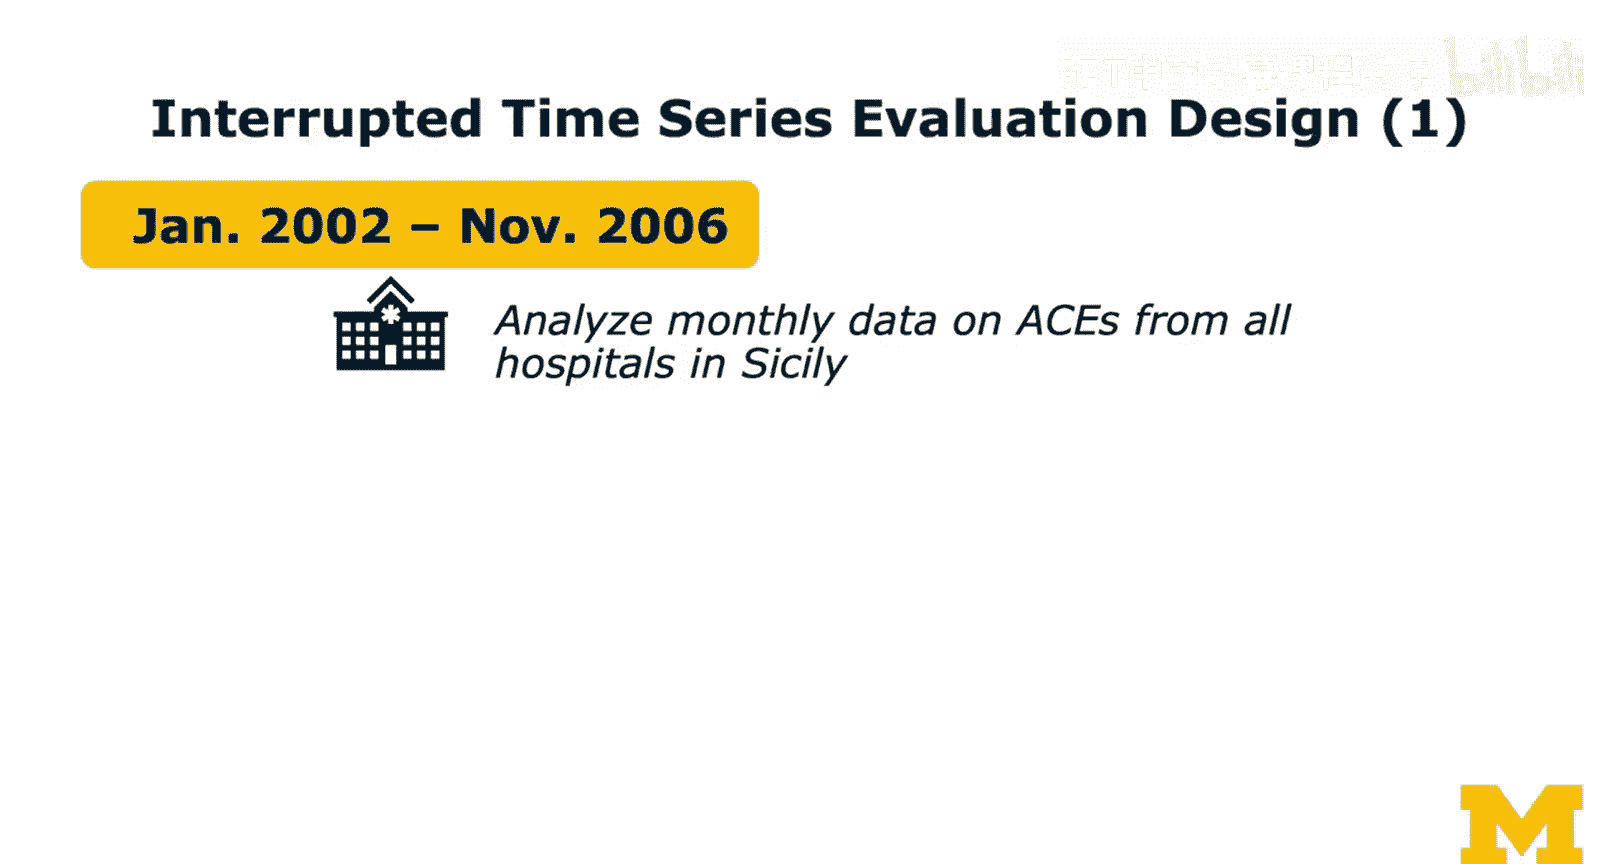 bilibili
Interrupted Time Series Evaluation Design (1)
Jan. 2002 – Nov. 2006
Analyze monthly data on ACEs from all
hospitals in Sicily
M